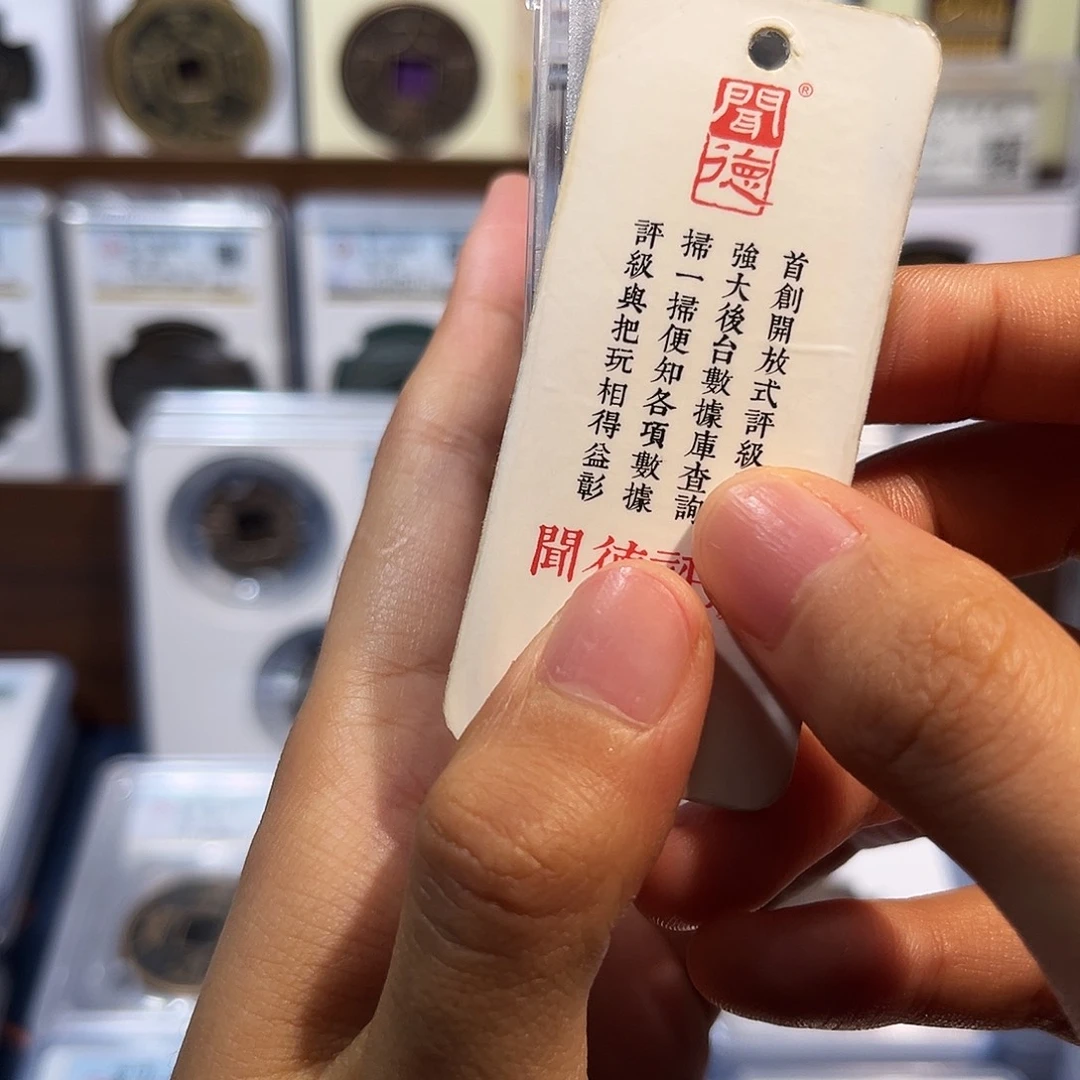 聞德®
首創開放式評級
強大後台數據庫查詢
掃一掃便知各項數據
評級與把玩相得益彰
聞德評